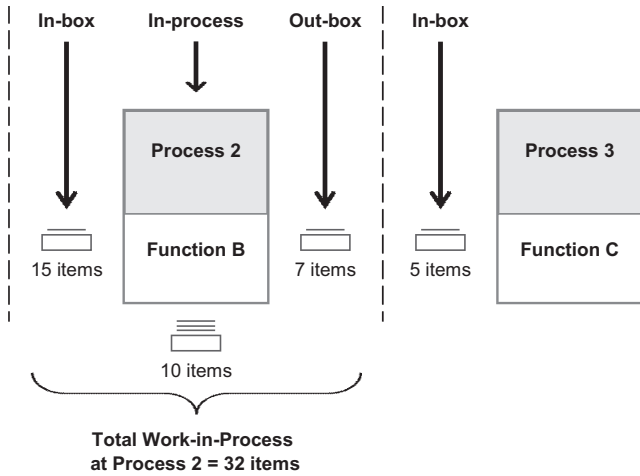 In-box In-process Out-box In-box
Process 2 Process 3
Function B Function C
15 items 7 items 5 items
10 items
Total Work-in-Process
at Process 2 = 32 items